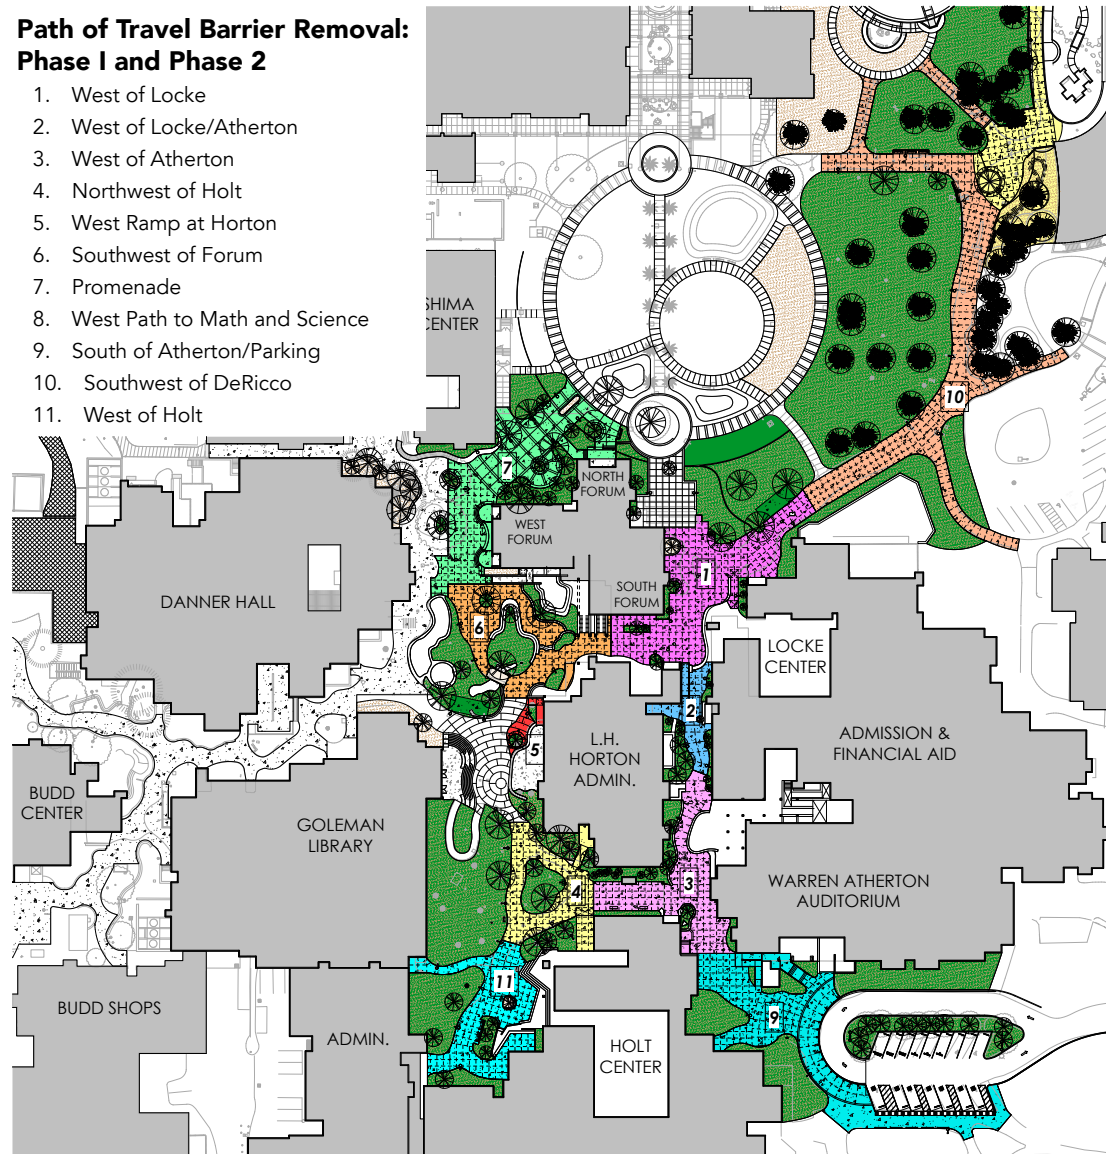 Path of Travel Barrier Removal:
Phase I and Phase 2
1. West of Locke
2. West of Locke/Atherton
3. West of Atherton
4. Northwest of Holt
5. West Ramp at Horton
6. Southwest of Forum
7. Promenade
8. West Path to Math and Science
9. South of Atherton/Parking
10. Southwest of DeRicco
11. West of Holt
SHIMA
CENTER
10
7
NORTH
FORUM
WEST
FORUM
1
SOUTH
FORUM
DANNER HALL
6
LOCKE
CENTER
2
5
L.H.
HORTON
ADMIN.
ADMISSION &
FINANCIAL AID
BUDD
CENTER
GOLEMAN
LIBRARY
4
3
WARREN ATHERTON
AUDITORIUM
11
BUDD SHOPS
9
ADMIN.
HOLT
CENTER